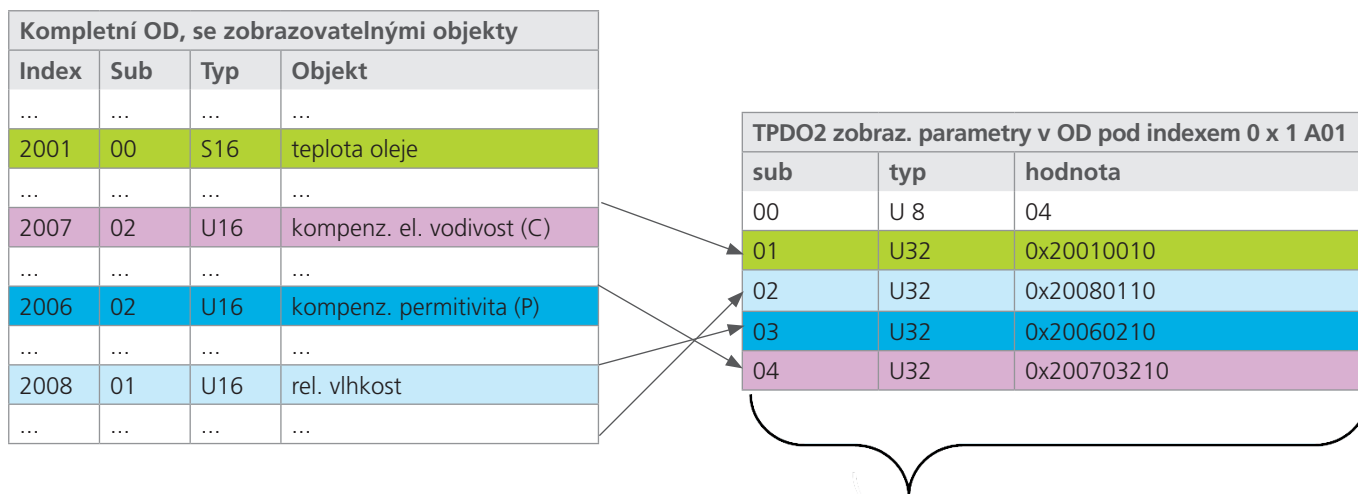 Kompletní OD, se zobrazovatelnými objekty
Index Sub Typ Objekt
... ... ... ...
2001 00 S16 teplota oleje
... ... ... ...
2007 02 U16 kompenz. el. vodivost (C)
... ... ... ...
2006 02 U16 kompenz. permitivita (P)
... ... ... ...
2008 01 U16 rel. vlhkost
... ... ... ...
TPDO2 zobraz. parametry v OD pod indexem 0 x 1 A01
sub typ hodnota
00 U 8 04
01 U32 0x20010010
02 U32 0x20080110
03 U32 0x20060210
04 U32 0x200703210